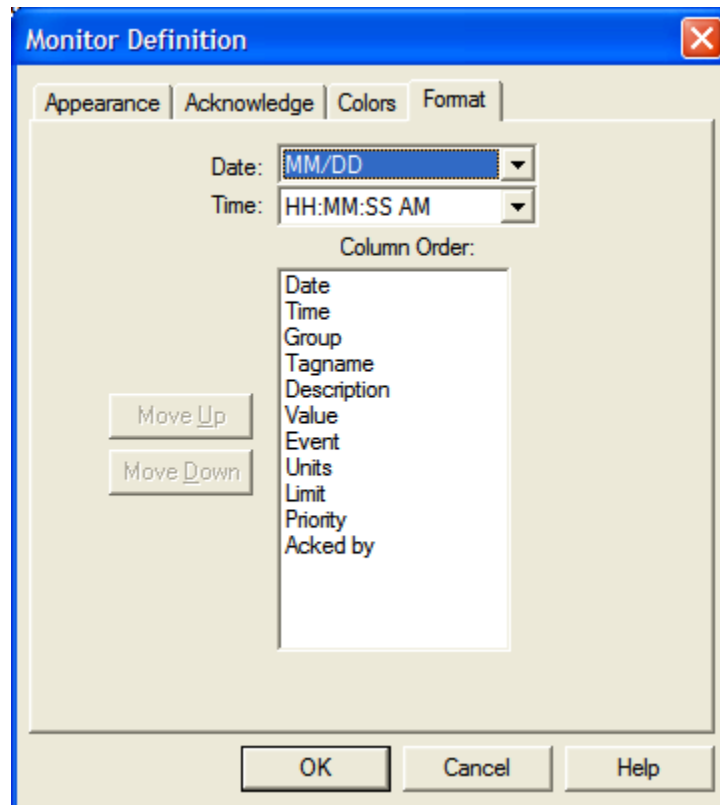 Monitor Definition
Appearance Acknowledge Colors Format
Date: MM/DD
Time: HH:MM:SS AM
Column Order:
Date
Time
Group
Tagname
Description
Value
Event
Units
Limit
Priority
Acked by
Move Up
Move Down
OK Cancel Help